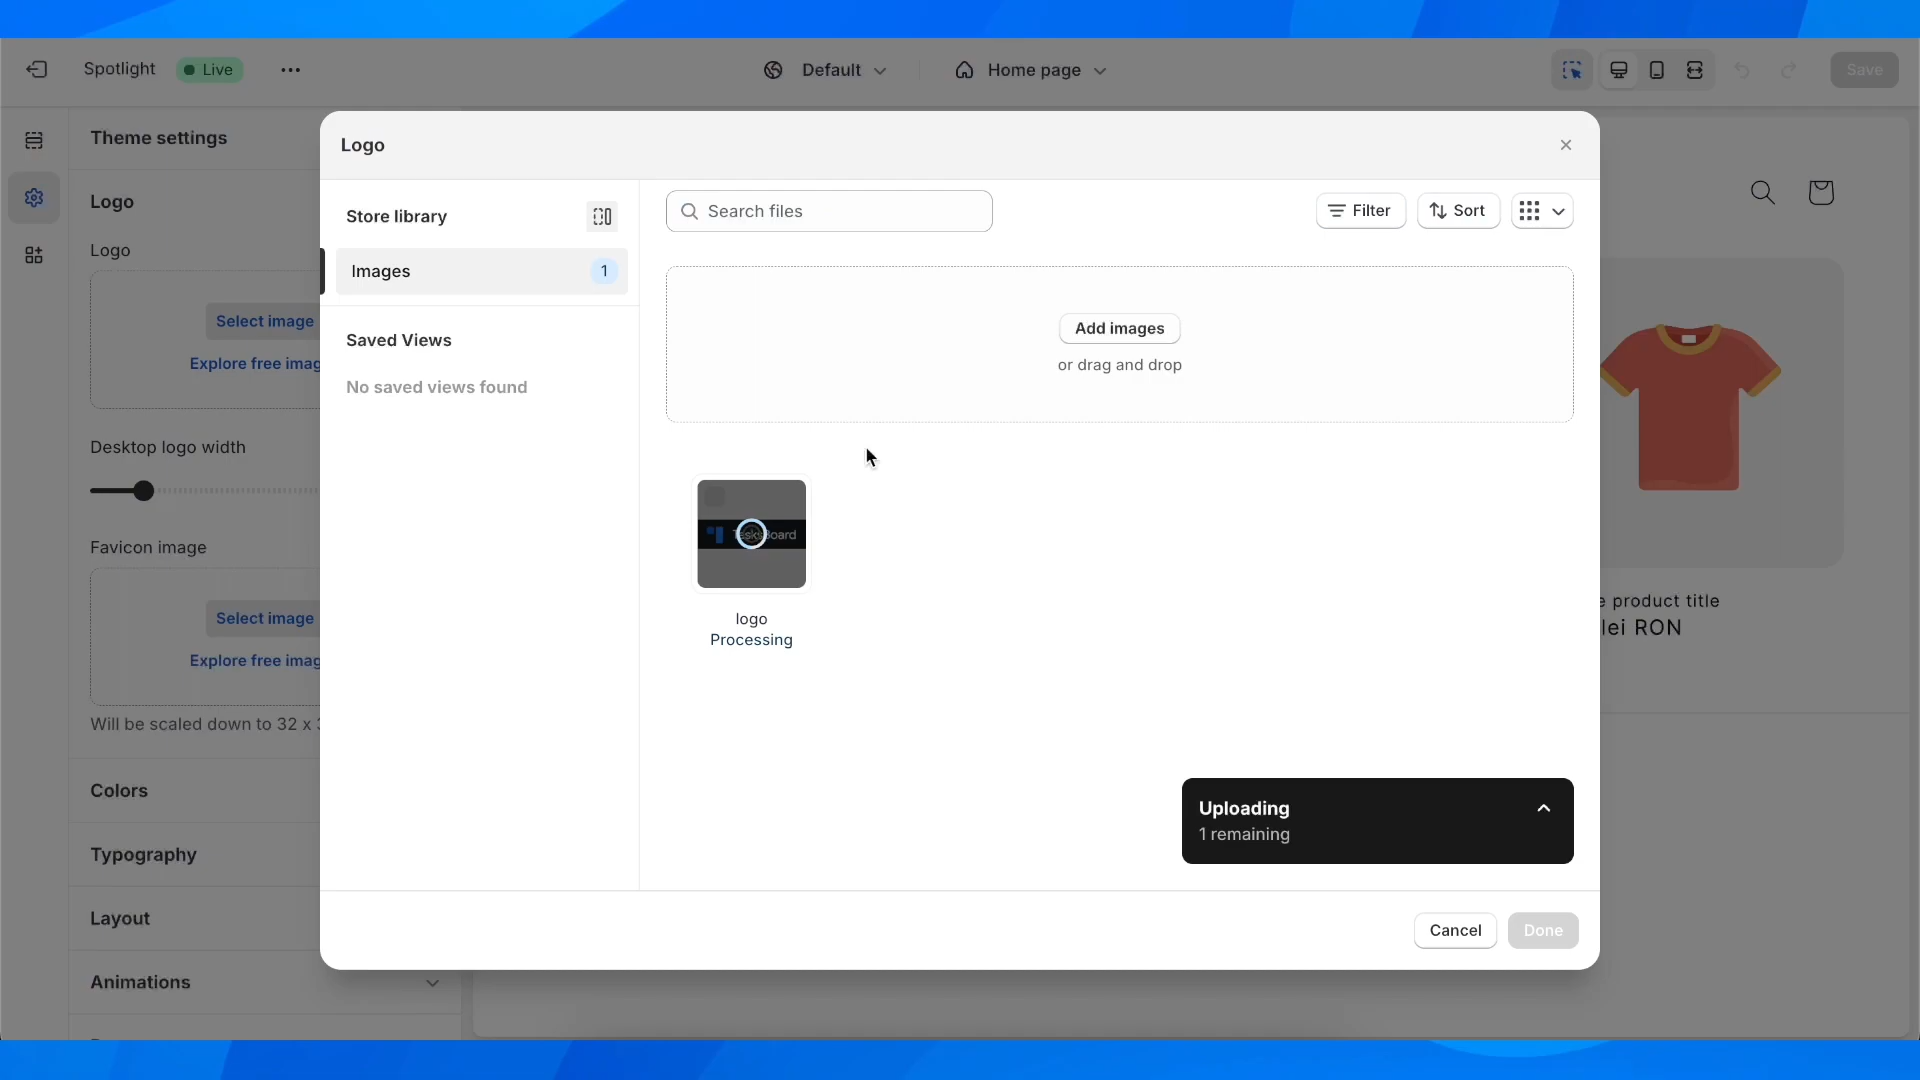 Spotlight
Live
Default
Home page
Save
Theme settings
Logo
Logo
Select image
Explore free imag
Desktop logo width
Favicon image
Select image
Explore free imag
Will be scaled down to 32 x
Colors
Typography
Layout
Animations
Logo
Store library
Images
1
Saved Views
No saved views found
Search files
Filter
Sort
Add images
or drag and drop
logo
Processing
Uploading
1 remaining
Cancel
Done
product title
lei RON